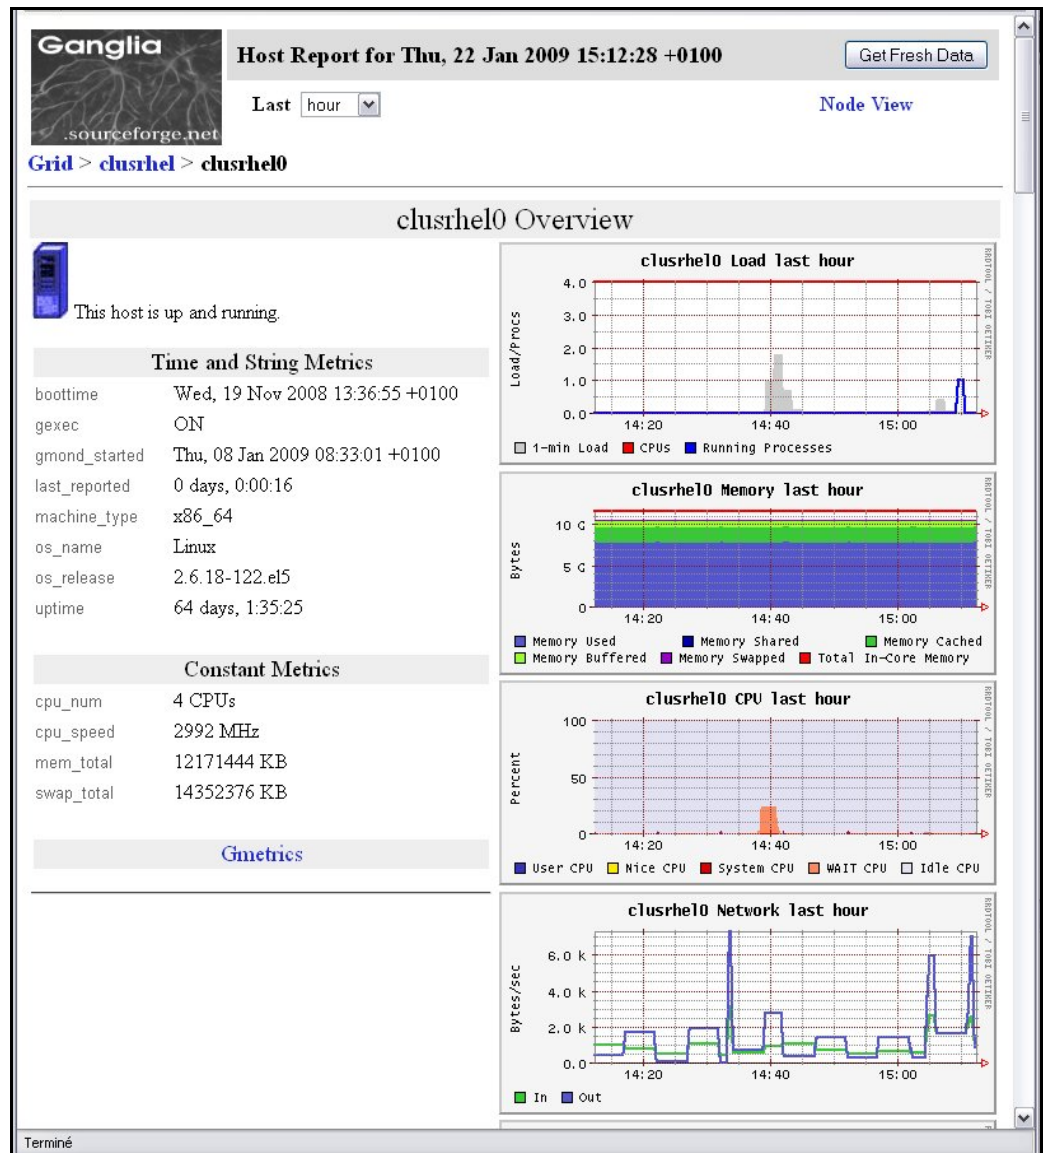 Ganglia
.sourceforge.net
Host Report for Thu, 22 Jan 2009 15:12:28 +0100
Get Fresh Data
Last hour
Node View
Grid > clusrhel > clusrhel0
clusrhel0 Overview
This host is up and running.
Time and String Metrics
boottime Wed, 19 Nov 2008 13:36:55 +0100
gexec ON
gmond_started Thu, 08 Jan 2009 08:33:01 +0100
last_reported 0 days, 0:00:16
machine_type x86_64
os_name Linux
os_release 2.6.18-122.el5
uptime 64 days, 1:35:25
Constant Metrics
cpu_num 4 CPUs
cpu_speed 2992 MHz
mem_total 12171444 KB
swap_total 14352376 KB
Gmetrics
clusrhel0 Load last hour
Load/Procs
4.0
3.0
2.0
1.0
0.0
14:20 14:40 15:00
1-min Load CPUs Running Processes
RRDTOOL / TOBI OETIKER
clusrhel0 Memory last hour
Bytes
10 G
5 G
0
14:20 14:40 15:00
Memory Used Memory Shared Memory Cached
Memory Buffered Memory Swapped Total In-Core Memory
RRDTOOL / TOBI OETIKER
clusrhel0 CPU last hour
Percent
100
50
0
14:20 14:40 15:00
User CPU Nice CPU System CPU WAIT CPU Idle CPU
RRDTOOL / TOBI OETIKER
clusrhel0 Network last hour
Bytes/sec
6.0 k
4.0 k
2.0 k
0.0
14:20 14:40 15:00
In Out
RRDTOOL / TOBI OETIKER
Terminé